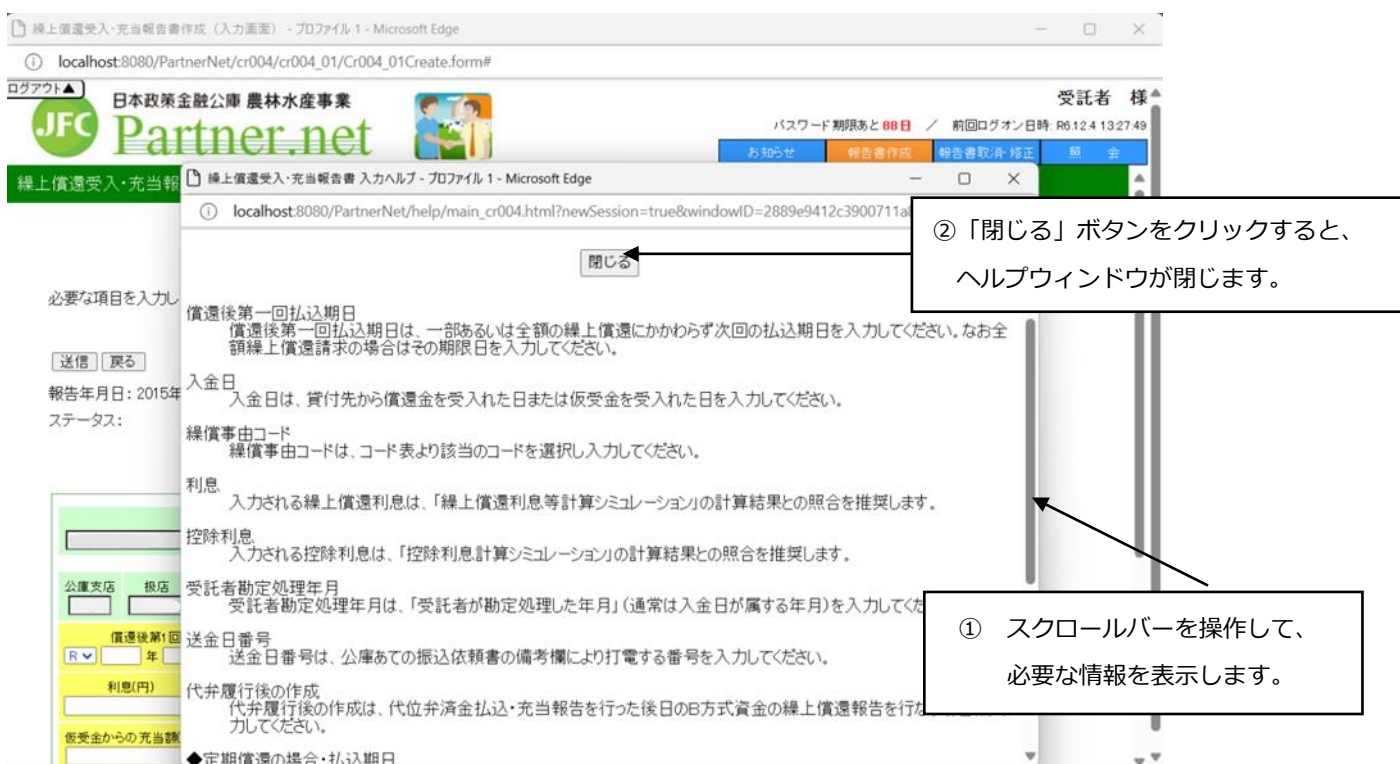 繰上償還受入・充当報告書作成（入力画面） - プロファイル 1 - Microsoft Edge
localhost:8080/PartnerNet/cr004/cr004_01/Cr004_01Create.form#
ログアウト▲
日本政策金融公庫 農林水産事業
受託者 様
JFC
Partner.net
パスワード期限あと 88 日 ／ 前回ログオン日時: R6.12.4 13:27:49
お知らせ 報告書作成 報告書取消・修正 照 会
繰上償還受入・充当報
繰上償還受入・充当報告書 入力ヘルプ - プロファイル 1 - Microsoft Edge
localhost:8080/PartnerNet/help/main_cr004.html?newSession=true&windowID=2889e9412c3900711a
②「閉じる」ボタンをクリックすると、
ヘルプウィンドウが閉じます。
閉じる
必要な項目を入力し
償還後第一回払込期日
償還後第一回払込期日は、一部あるいは全額の繰上償還にかかわらず次回の払込期日を入力してください。なお全
額繰上償還請求の場合はその期限日を入力してください。
送信 戻る
報告年月日: 2015年
ステータス:
入金日
入金日は、貸付先から償還金を受入れた日または仮受金を受入れた日を入力してください。
繰償事由コード
繰償事由コードは、コード表より該当のコードを選択し入力してください。
利息
入力される繰上償還利息は、「繰上償還利息等計算シミュレーション」の計算結果との照合を推奨します。
控除利息
入力される控除利息は、「控除利息計算シミュレーション」の計算結果との照合を推奨します。
公庫支店 扱店
受託者勘定処理年月
受託者勘定処理年月は、「受託者が勘定処理した年月」（通常は入金日が属する年月）を入力してくだ
① スクロールバーを操作して、
必要な情報を表示します。
償還後第1回
R 年
送金日番号
送金日番号は、公庫あての振込依頼書の備考欄により打電する番号を入力してください。
利息(円)
代弁履行後の作成
代弁履行後の作成は、代位弁済金払込・充当報告を行った後日のB方式資金の繰上償還報告を行な
力してください。
仮受金からの充当額
◆定期償還の場合・払込期日